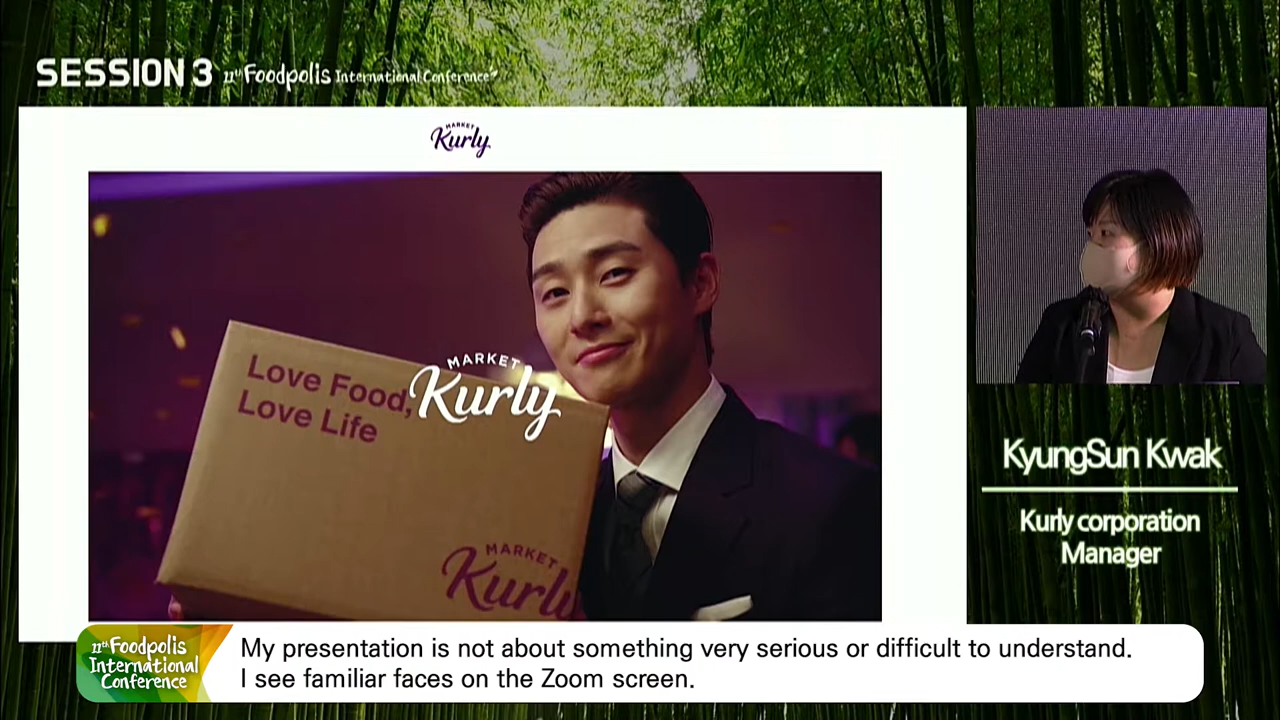 SESSION 3 11th Foodpolis International Conference
MARKET
Kurly
Love Food,
Love Life
MARKET
Kurly
MARKET
Kurly
KyungSun Kwak
Kurly corporation
Manager
11th Foodpolis
International
Conference
My presentation is not about something very serious or difficult to understand.
I see familiar faces on the Zoom screen.